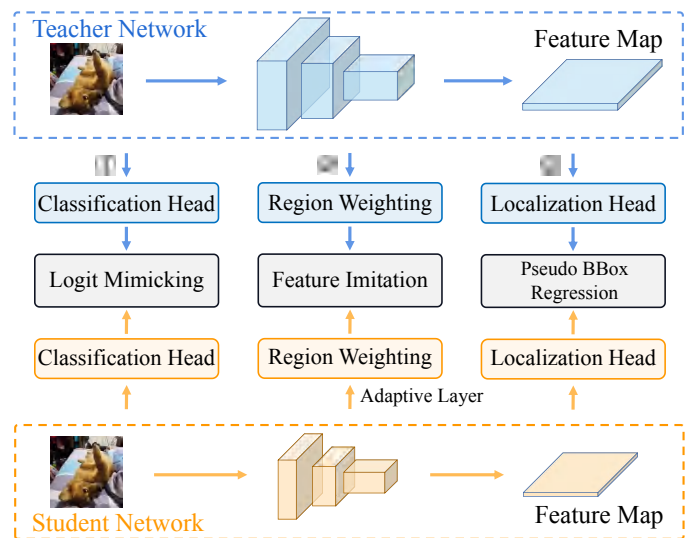 Teacher Network
Feature Map
Classification Head
Region Weighting
Localization Head
Logit Mimicking
Feature Imitation
Pseudo BBox
Regression
Classification Head
Region Weighting
Localization Head
Adaptive Layer
Student Network
Feature Map